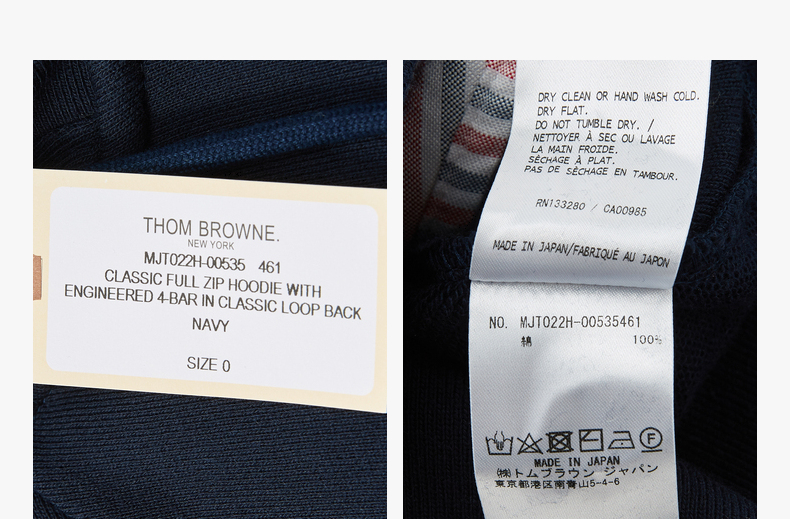 THOM BROWNE.
NEW YORK
MJT022H-00535 461
CLASSIC FULL ZIP HOODIE WITH
ENGINEERED 4-BAR IN CLASSIC LOOP BACK
NAVY
SIZE 0
DRY CLEAN OR HAND WASH COLD.
DRY FLAT.
DO NOT TUMBLE DRY. /
NETTOYER À SEC OU LAVAGE
LA MAIN FROIDE.
SÉCHAGE À PLAT.
PAS DE SÉCHAGE EN TAMBOUR.
RN133280 / CA00985
MADE IN JAPAN/FABRIQUÉ AU JAPON
NO. MJT022H-00535461
綿 100%
MADE IN JAPAN
(株)トムブラウン ジャパン
東京都港区南青山5-4-6